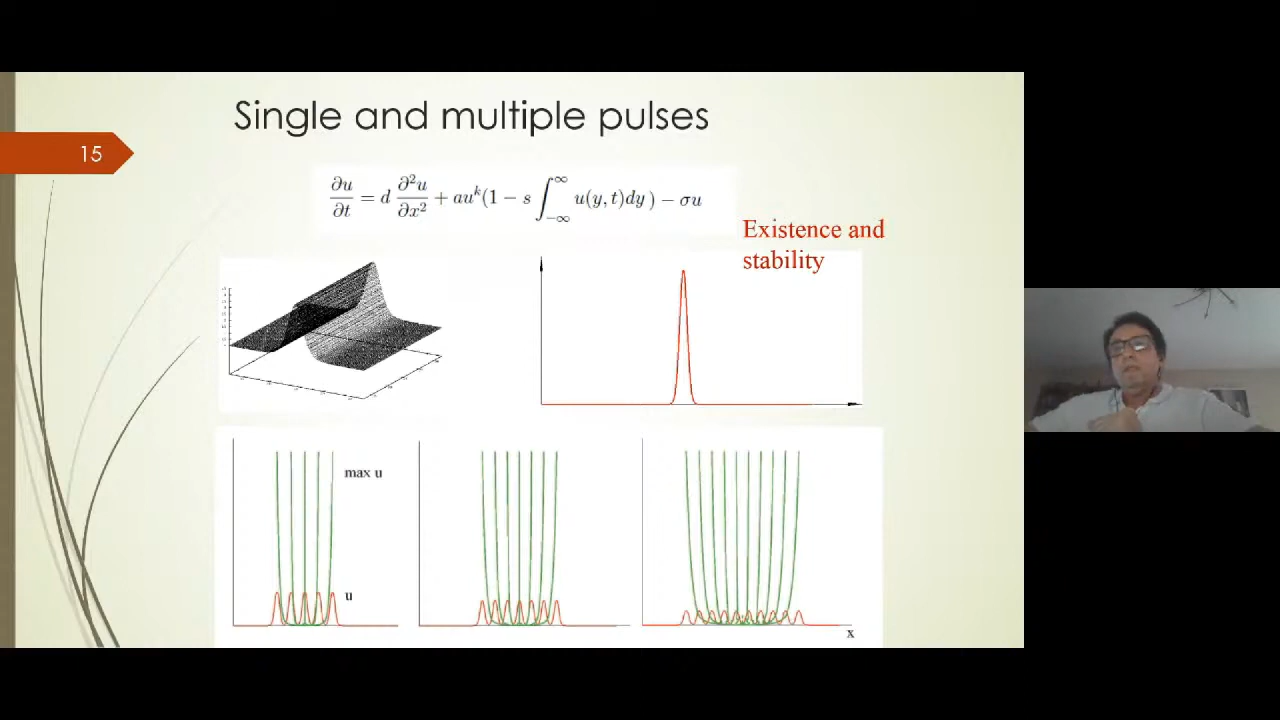 Single and multiple pulses
15
∂u/∂t = d ∂²u/∂x² + au^k(1 − s ∫_{−∞}^{∞} u(y,t)dy) − σu
Existence and
stability
max u
u
x